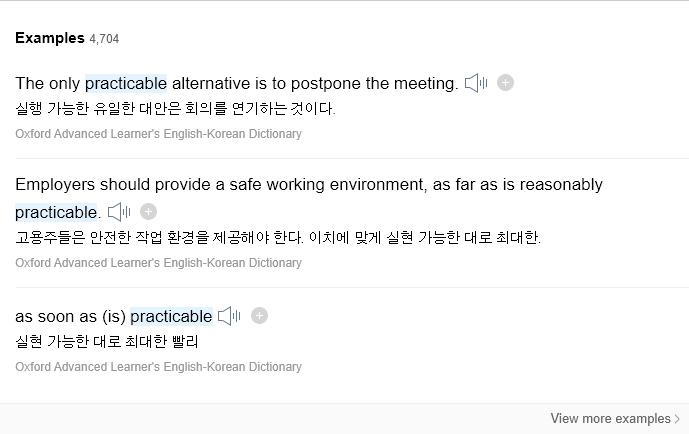 Examples 4,704
The only practicable alternative is to postpone the meeting.
실행 가능한 유일한 대안은 회의를 연기하는 것이다.
Oxford Advanced Learner's English-Korean Dictionary
Employers should provide a safe working environment, as far as is reasonably
practicable.
고용주들은 안전한 작업 환경을 제공해야 한다. 이치에 맞게 실현 가능한 대로 최대한.
Oxford Advanced Learner's English-Korean Dictionary
as soon as (is) practicable
실현 가능한 대로 최대한 빨리
Oxford Advanced Learner's English-Korean Dictionary
View more examples